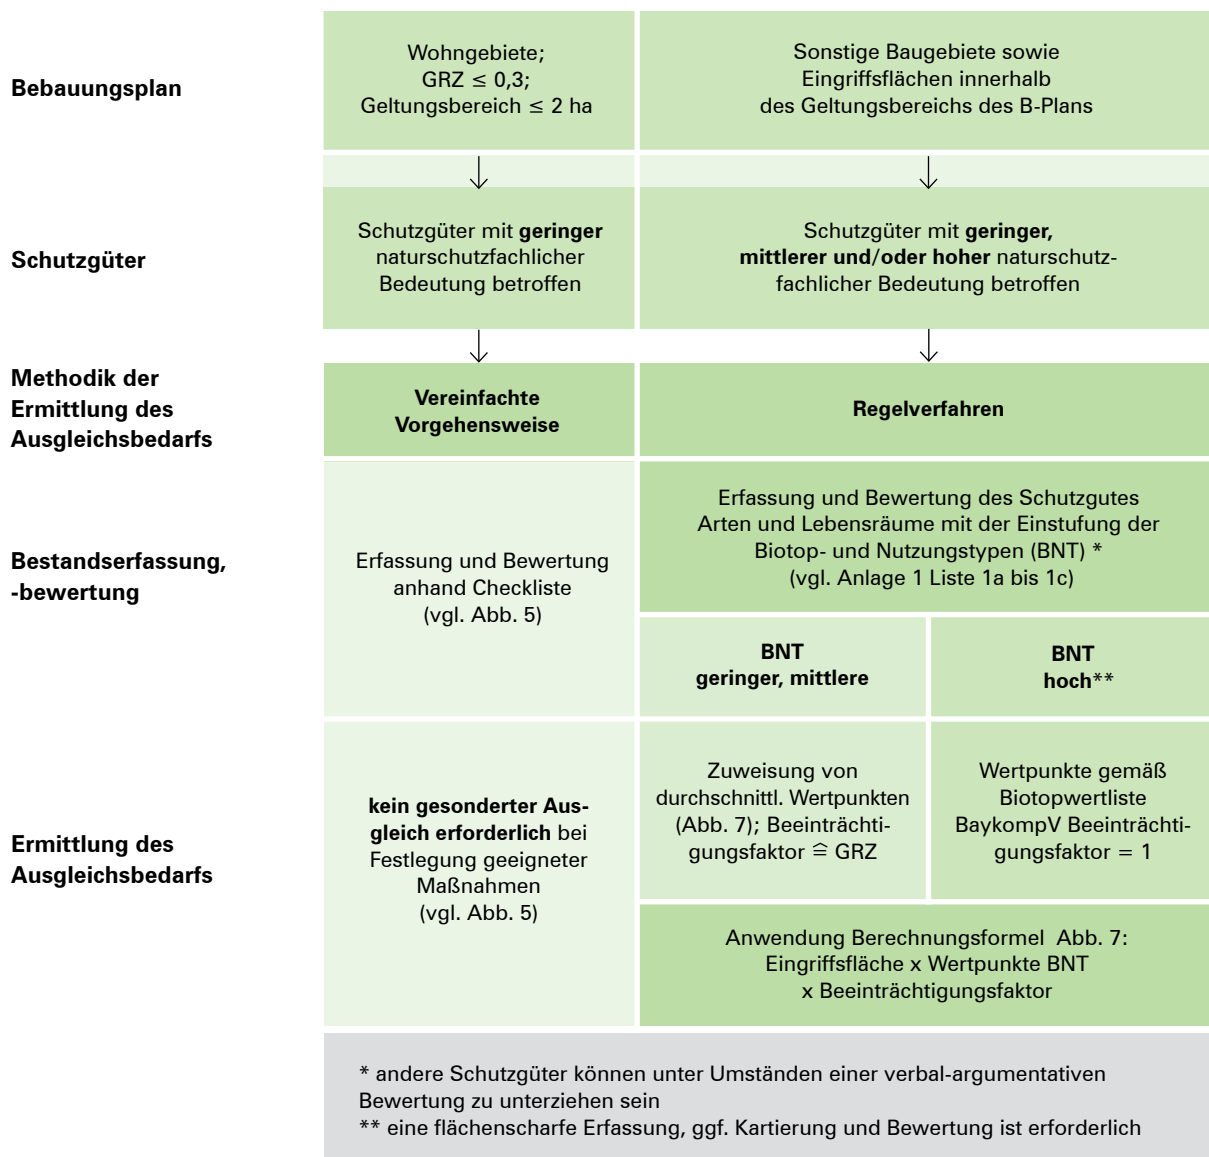 Bebauungsplan
Wohngebiete;
GRZ ≤ 0,3;
Geltungsbereich ≤ 2 ha
Sonstige Baugebiete sowie
Eingriffsflächen innerhalb
des Geltungsbereichs des B-Plans
Schutzgüter
Schutzgüter mit geringer
naturschutzfachlicher
Bedeutung betroffen
Schutzgüter mit geringer,
mittlerer und/oder hoher naturschutz-
fachlicher Bedeutung betroffen
Methodik der
Ermittlung des
Ausgleichsbedarfs
Vereinfachte
Vorgehensweise
Regelverfahren
Bestandserfassung,
-bewertung
Erfassung und Bewertung
anhand Checkliste
(vgl. Abb. 5)
Erfassung und Bewertung des Schutzgutes
Arten und Lebensräume mit der Einstufung der
Biotop- und Nutzungstypen (BNT) *
(vgl. Anlage 1 Liste 1a bis 1c)
BNT
geringer, mittlere
BNT
hoch**
Ermittlung des
Ausgleichsbedarfs
kein gesonderter Aus-
gleich erforderlich bei
Festlegung geeigneter
Maßnahmen
(vgl. Abb. 5)
Zuweisung von
durchschnittl. Wertpunkten
(Abb. 7); Beeinträchti-
gungsfaktor ≙ GRZ
Wertpunkte gemäß
Biotopwertliste
BaykompV Beeinträchti-
gungsfaktor = 1
Anwendung Berechnungsformel Abb. 7:
Eingriffsfläche x Wertpunkte BNT
x Beeinträchtigungsfaktor
* andere Schutzgüter können unter Umständen einer verbal-argumentativen
Bewertung zu unterziehen sein
** eine flächenscharfe Erfassung, ggf. Kartierung und Bewertung ist erforderlich